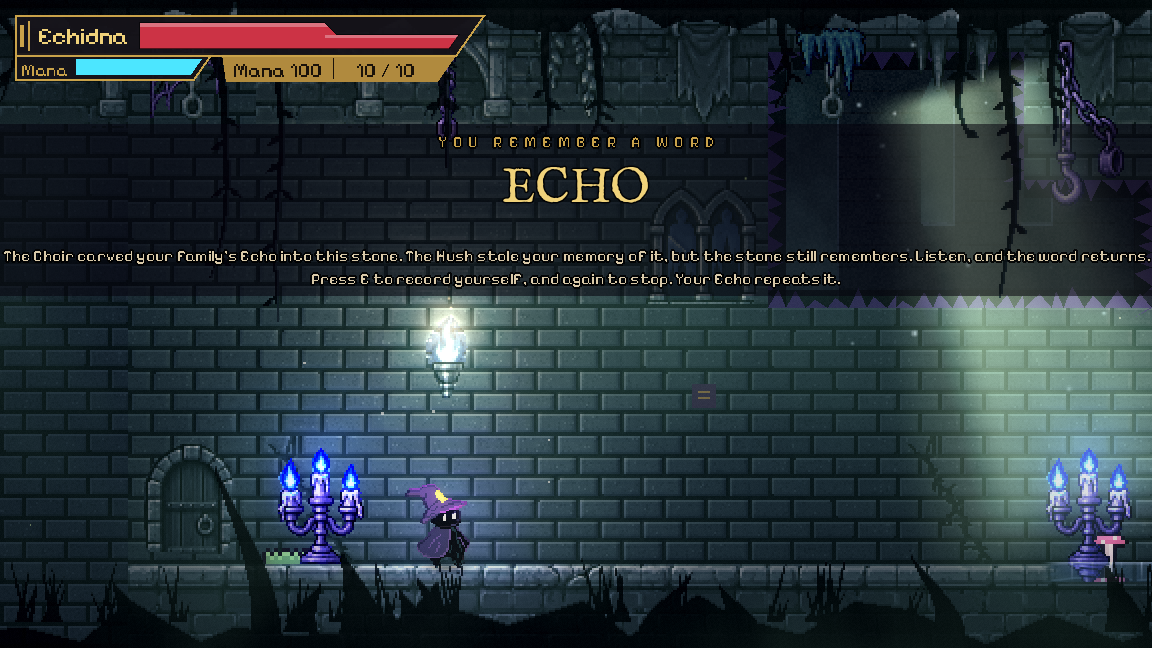 Echidna
Mana
Mana 100
10 / 10
YOU REMEMBER A WORD
ECHO
The Choir carved your family's Echo into this stone. The Hush stole your memory of it, but the stone still remembers. Listen, and the word returns.
Press E to record yourself, and again to stop. Your Echo repeats it.